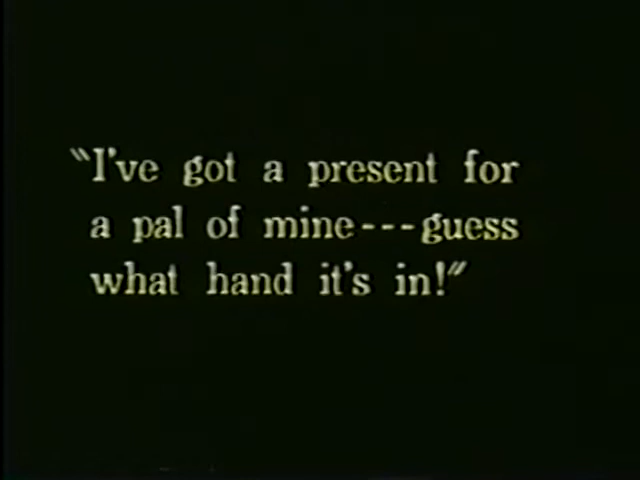 "I've got a present for
a pal of mine---guess
what hand it's in!"